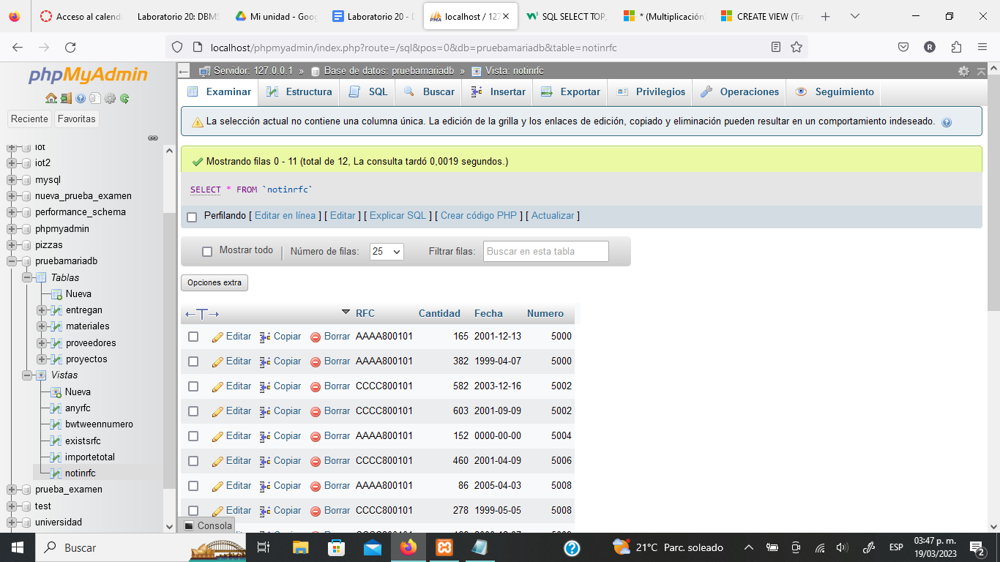 Acceso al calend
Laboratorio 20: DBMS
Mi unidad - Goog
Laboratorio 20 - D
localhost / 127
SQL SELECT TOP,
* (Multiplicación)
CREATE VIEW (Tra
localhost/phpmyadmin/index.php?route=/sql&pos=0&db=pruebamariadb&table=notinrfc
R
phpMyAdmin
Reciente Favoritas
iot
iot2
mysql
nueva_prueba_examen
performance_schema
phpmyadmin
pizzas
pruebamariadb
Tablas
Nueva
entregan
materiales
proveedores
proyectos
Vistas
Nueva
anyrfc
bwtweennumero
existsrfc
importetotal
notinrfc
prueba_examen
test
universidad
Servidor: 127.0.0.1 » Base de datos: pruebamariadb » Vista: notinrfc
Examinar Estructura SQL Buscar Insertar Exportar Privilegios Operaciones Seguimiento
La selección actual no contiene una columna única. La edición de la grilla y los enlaces de edición, copiado y eliminación pueden resultar en un comportamiento indeseado.
Mostrando filas 0 - 11 (total de 12, La consulta tardó 0,0019 segundos.)
SELECT * FROM `notinrfc`
Perfilando [ Editar en línea ] [ Editar ] [ Explicar SQL ] [ Crear código PHP ] [ Actualizar ]
Mostrar todo Número de filas: 25 Filtrar filas: Buscar en esta tabla
Opciones extra
←T→ RFC Cantidad Fecha Numero
Editar Copiar Borrar AAAA800101 165 2001-12-13 5000
Editar Copiar Borrar AAAA800101 382 1999-04-07 5000
Editar Copiar Borrar CCCC800101 582 2003-12-16 5002
Editar Copiar Borrar CCCC800101 603 2001-09-09 5002
Editar Copiar Borrar AAAA800101 152 0000-00-00 5004
Editar Copiar Borrar CCCC800101 460 2001-04-09 5006
Editar Copiar Borrar AAAA800101 86 2005-04-03 5008
Editar Copiar Borrar CCCC800101 278 1999-05-05 5008
Consola
Buscar
21°C Parc. soleado
ESP
03:47 p. m.
19/03/2023
2